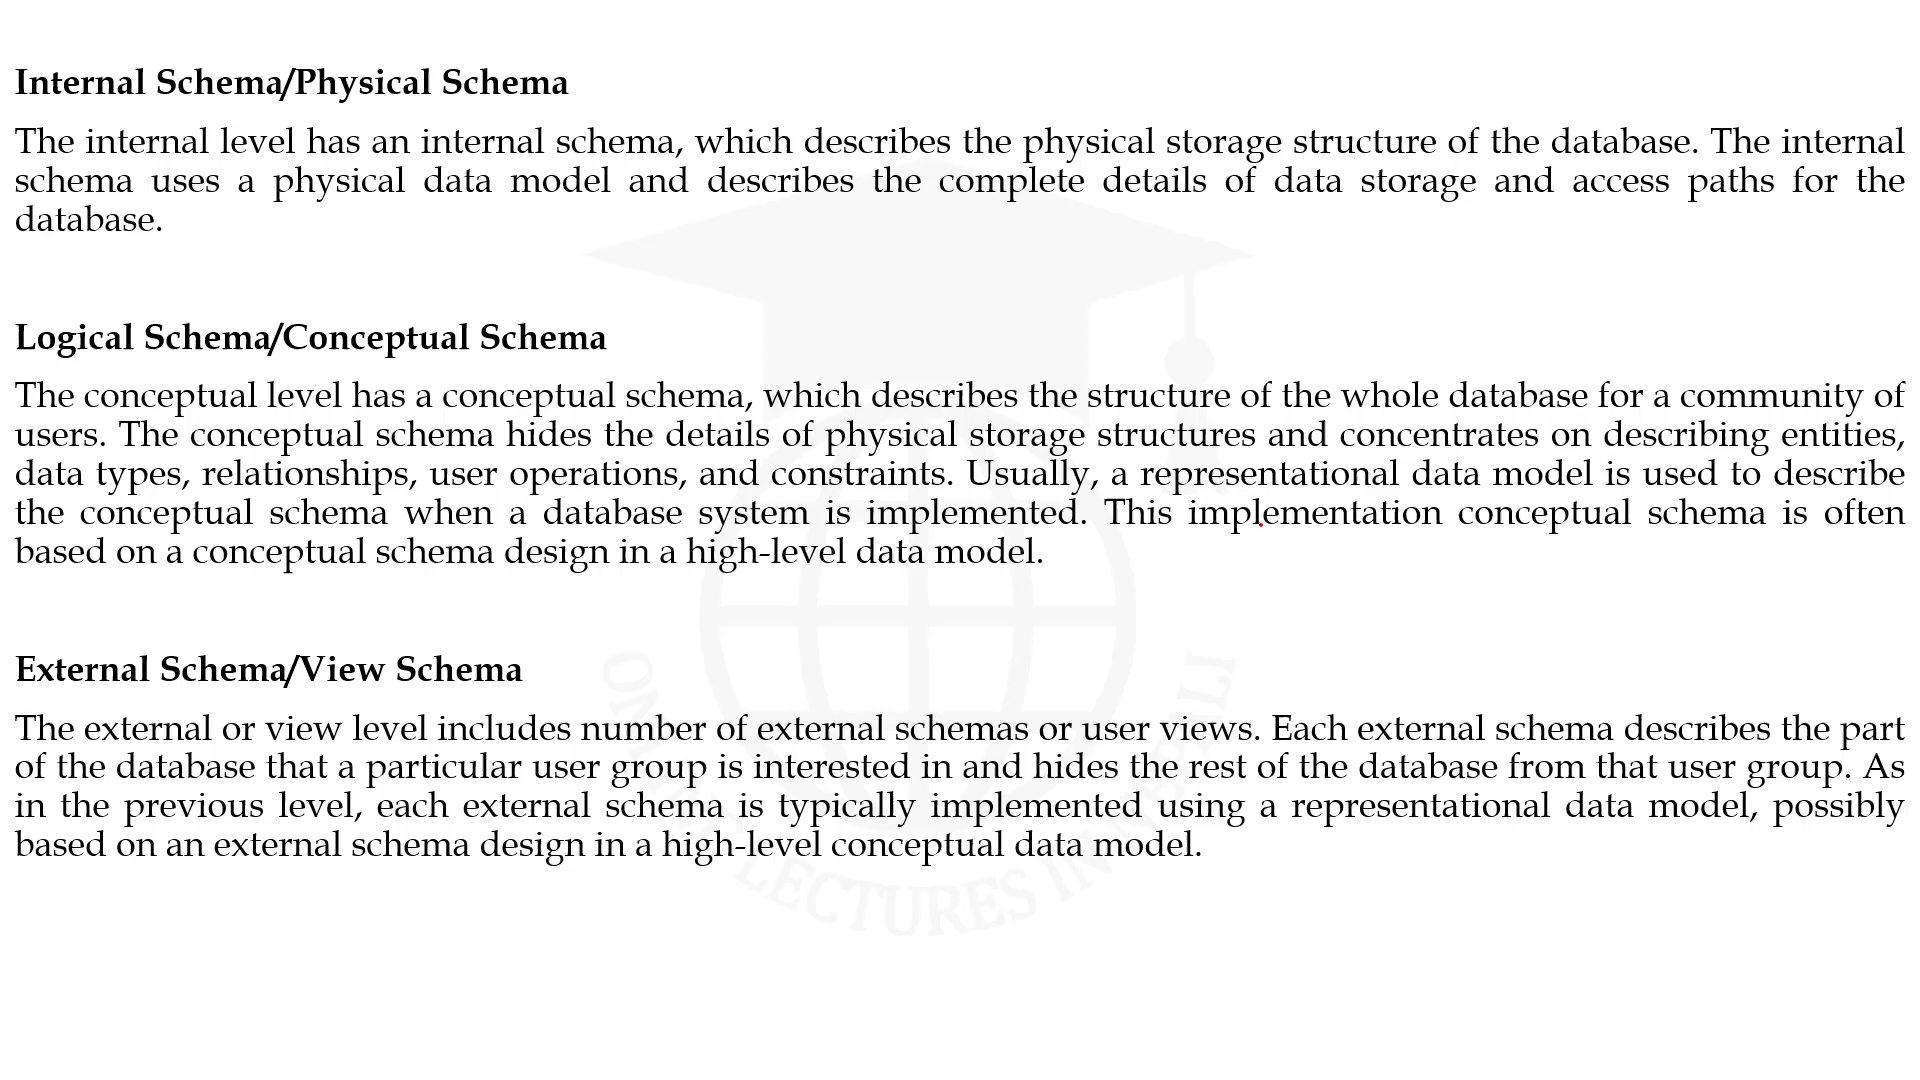 Internal Schema/Physical Schema
The internal level has an internal schema, which describes the physical storage structure of the database. The internal
schema uses a physical data model and describes the complete details of data storage and access paths for the
database.
Logical Schema/Conceptual Schema
The conceptual level has a conceptual schema, which describes the structure of the whole database for a community of
users. The conceptual schema hides the details of physical storage structures and concentrates on describing entities,
data types, relationships, user operations, and constraints. Usually, a representational data model is used to describe
the conceptual schema when a database system is implemented. This implementation conceptual schema is often
based on a conceptual schema design in a high-level data model.
External Schema/View Schema
The external or view level includes number of external schemas or user views. Each external schema describes the part
of the database that a particular user group is interested in and hides the rest of the database from that user group. As
in the previous level, each external schema is typically implemented using a representational data model, possibly
based on an external schema design in a high-level conceptual data model.
LECTURES IN